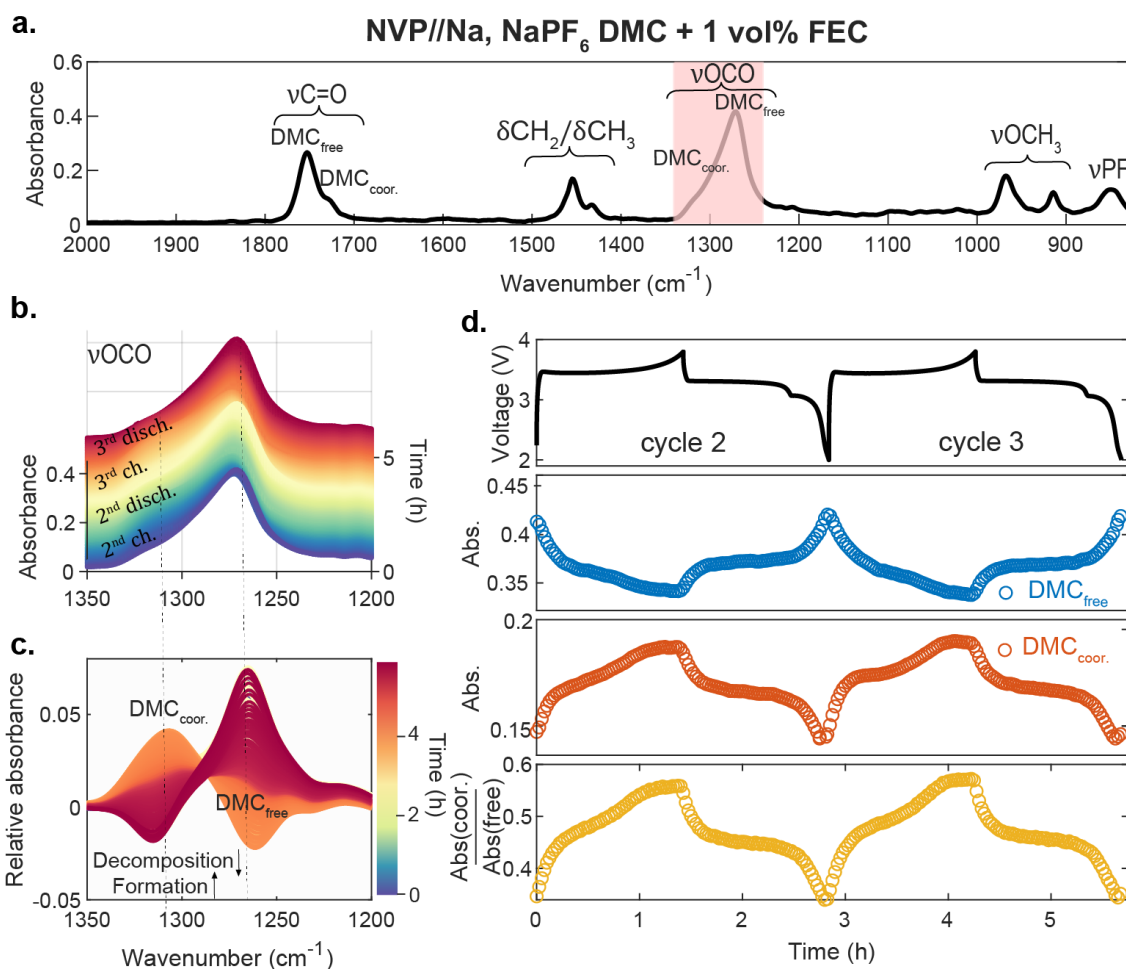 a.
NVP//Na, NaPF6 DMC + 1 vol% FEC
Absorbance
0.6
0.4
0.2
0
νC=O
DMCfree
DMCcoor.
δCH2/δCH3
νOCO
DMCfree
DMCcoor.
νOCH3
νPF
2000 1900 1800 1700 1600 1500 1400 1300 1200 1100 1000 900
Wavenumber (cm-1)
b.
νOCO
3rd disch.
3rd ch.
2nd disch.
2nd ch.
Absorbance
0.4
0.2
0
Time (h)
5
0
1350 1300 1250 1200
c.
Relative absorbance
0.05
0
-0.05
DMCcoor.
DMCfree
Decomposition
Formation
Time (h)
4
2
0
1350 1300 1250 1200
Wavenumber (cm-1)
d.
Voltage (V)
4
3
2
cycle 2 cycle 3
Abs.
0.45
0.35
DMCfree
Abs.
0.2
0.15
DMCcoor.
Abs(coor.)
Abs(free)
0.6
0.5
0.4
0 1 2 3 4 5
Time (h)